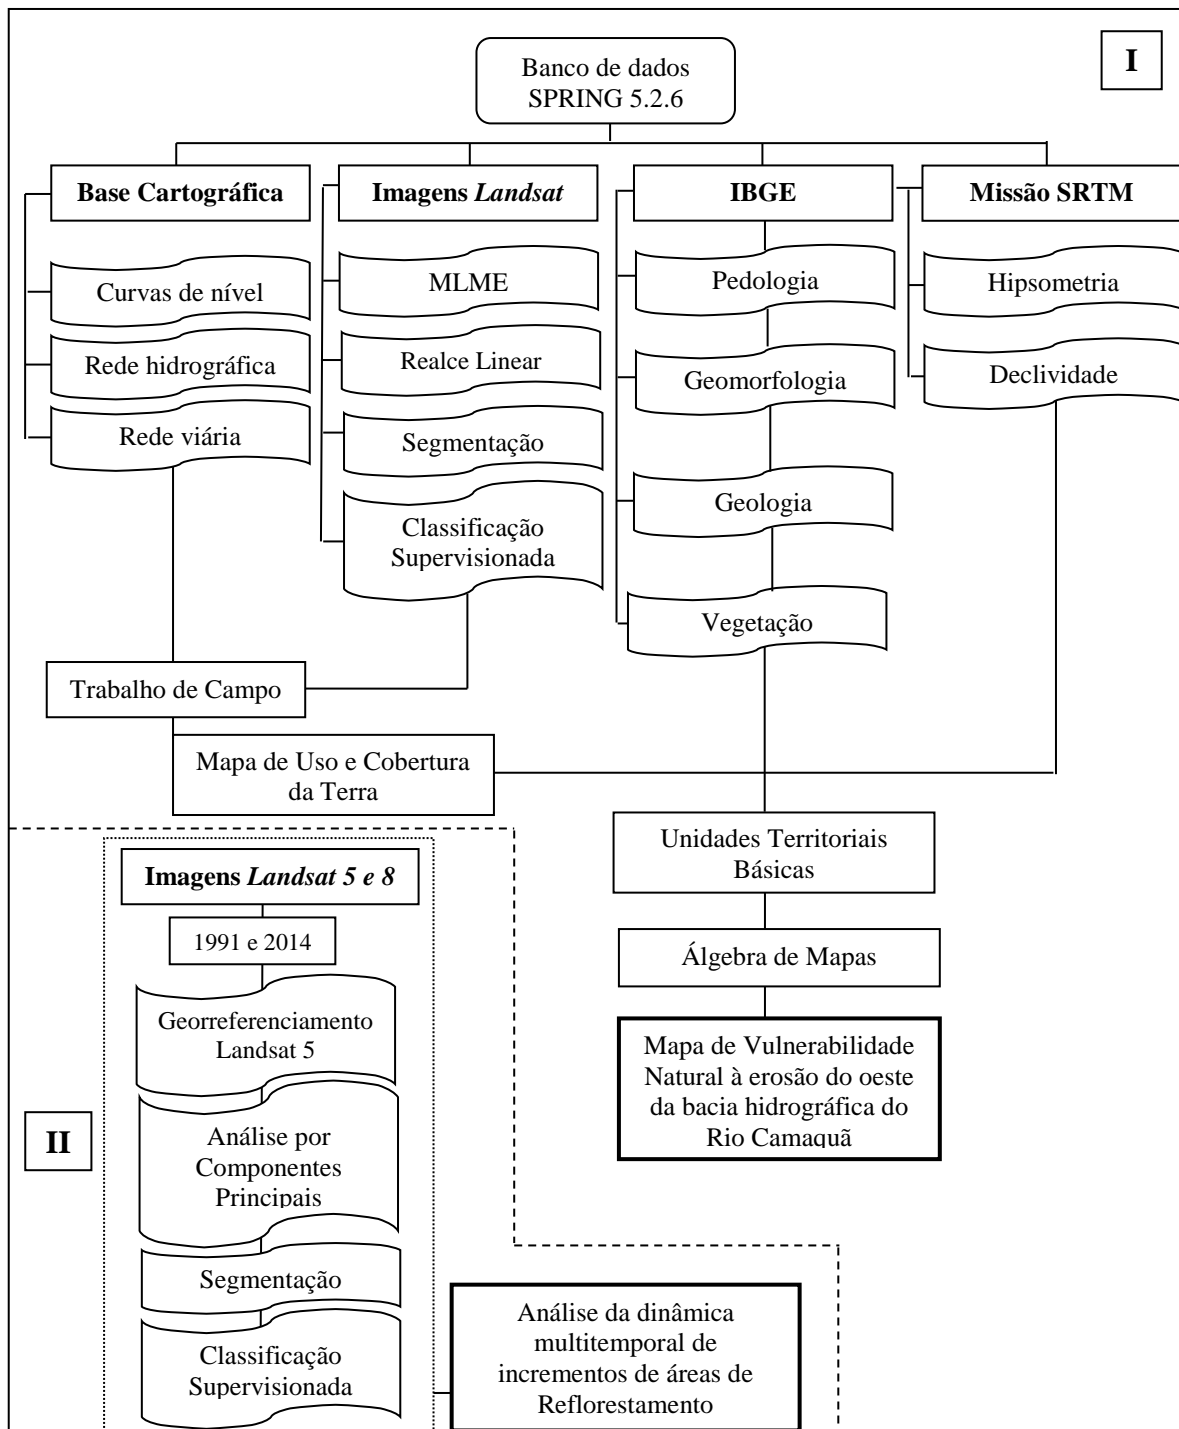 I
Banco de dados
SPRING 5.2.6
Base Cartográfica
Imagens Landsat
IBGE
Missão SRTM
Curvas de nível
Rede hidrográfica
Rede viária
MLME
Realce Linear
Segmentação
Classificação
Supervisionada
Pedologia
Geomorfologia
Geologia
Vegetação
Hipsometria
Declividade
Trabalho de Campo
Mapa de Uso e Cobertura
da Terra
Unidades Territoriais
Básicas
Álgebra de Mapas
Mapa de Vulnerabilidade
Natural à erosão do oeste
da bacia hidrográfica do
Rio Camaquã
II
Imagens Landsat 5 e 8
1991 e 2014
Georreferenciamento
Landsat 5
Análise por
Componentes
Principais
Segmentação
Classificação
Supervisionada
Análise da dinâmica
multitemporal de
incrementos de áreas de
Reflorestamento